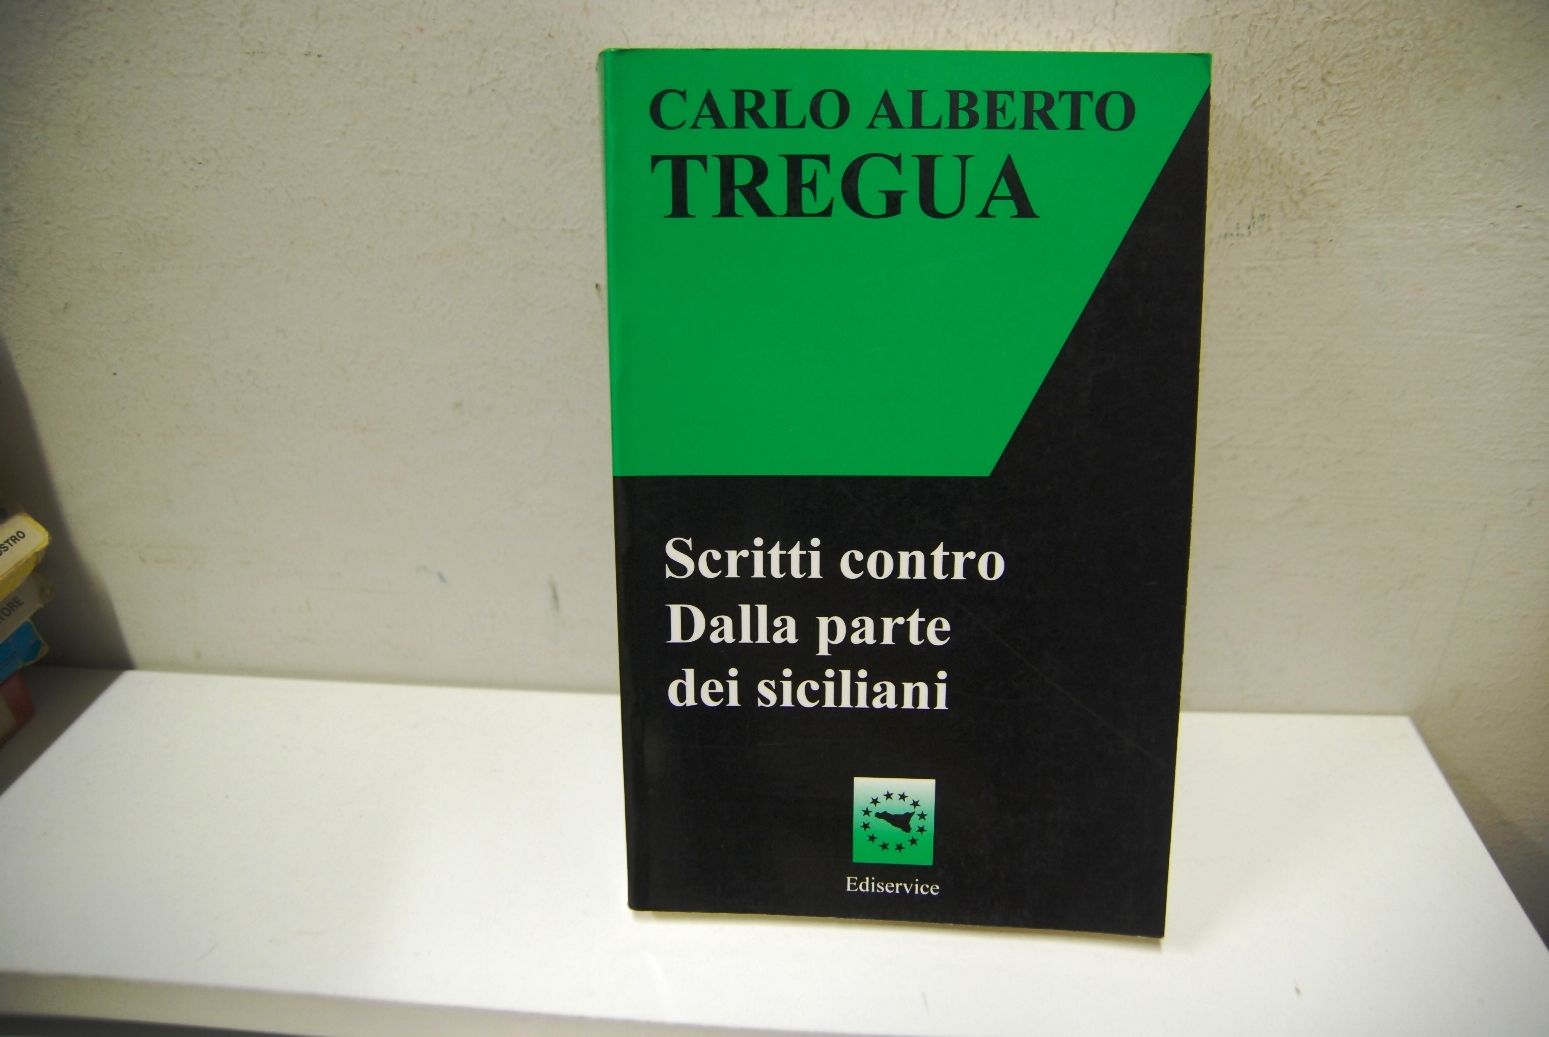 CARLO ALBERTO
TREGUA
Scritti contro
Dalla parte
dei siciliani
Ediservice